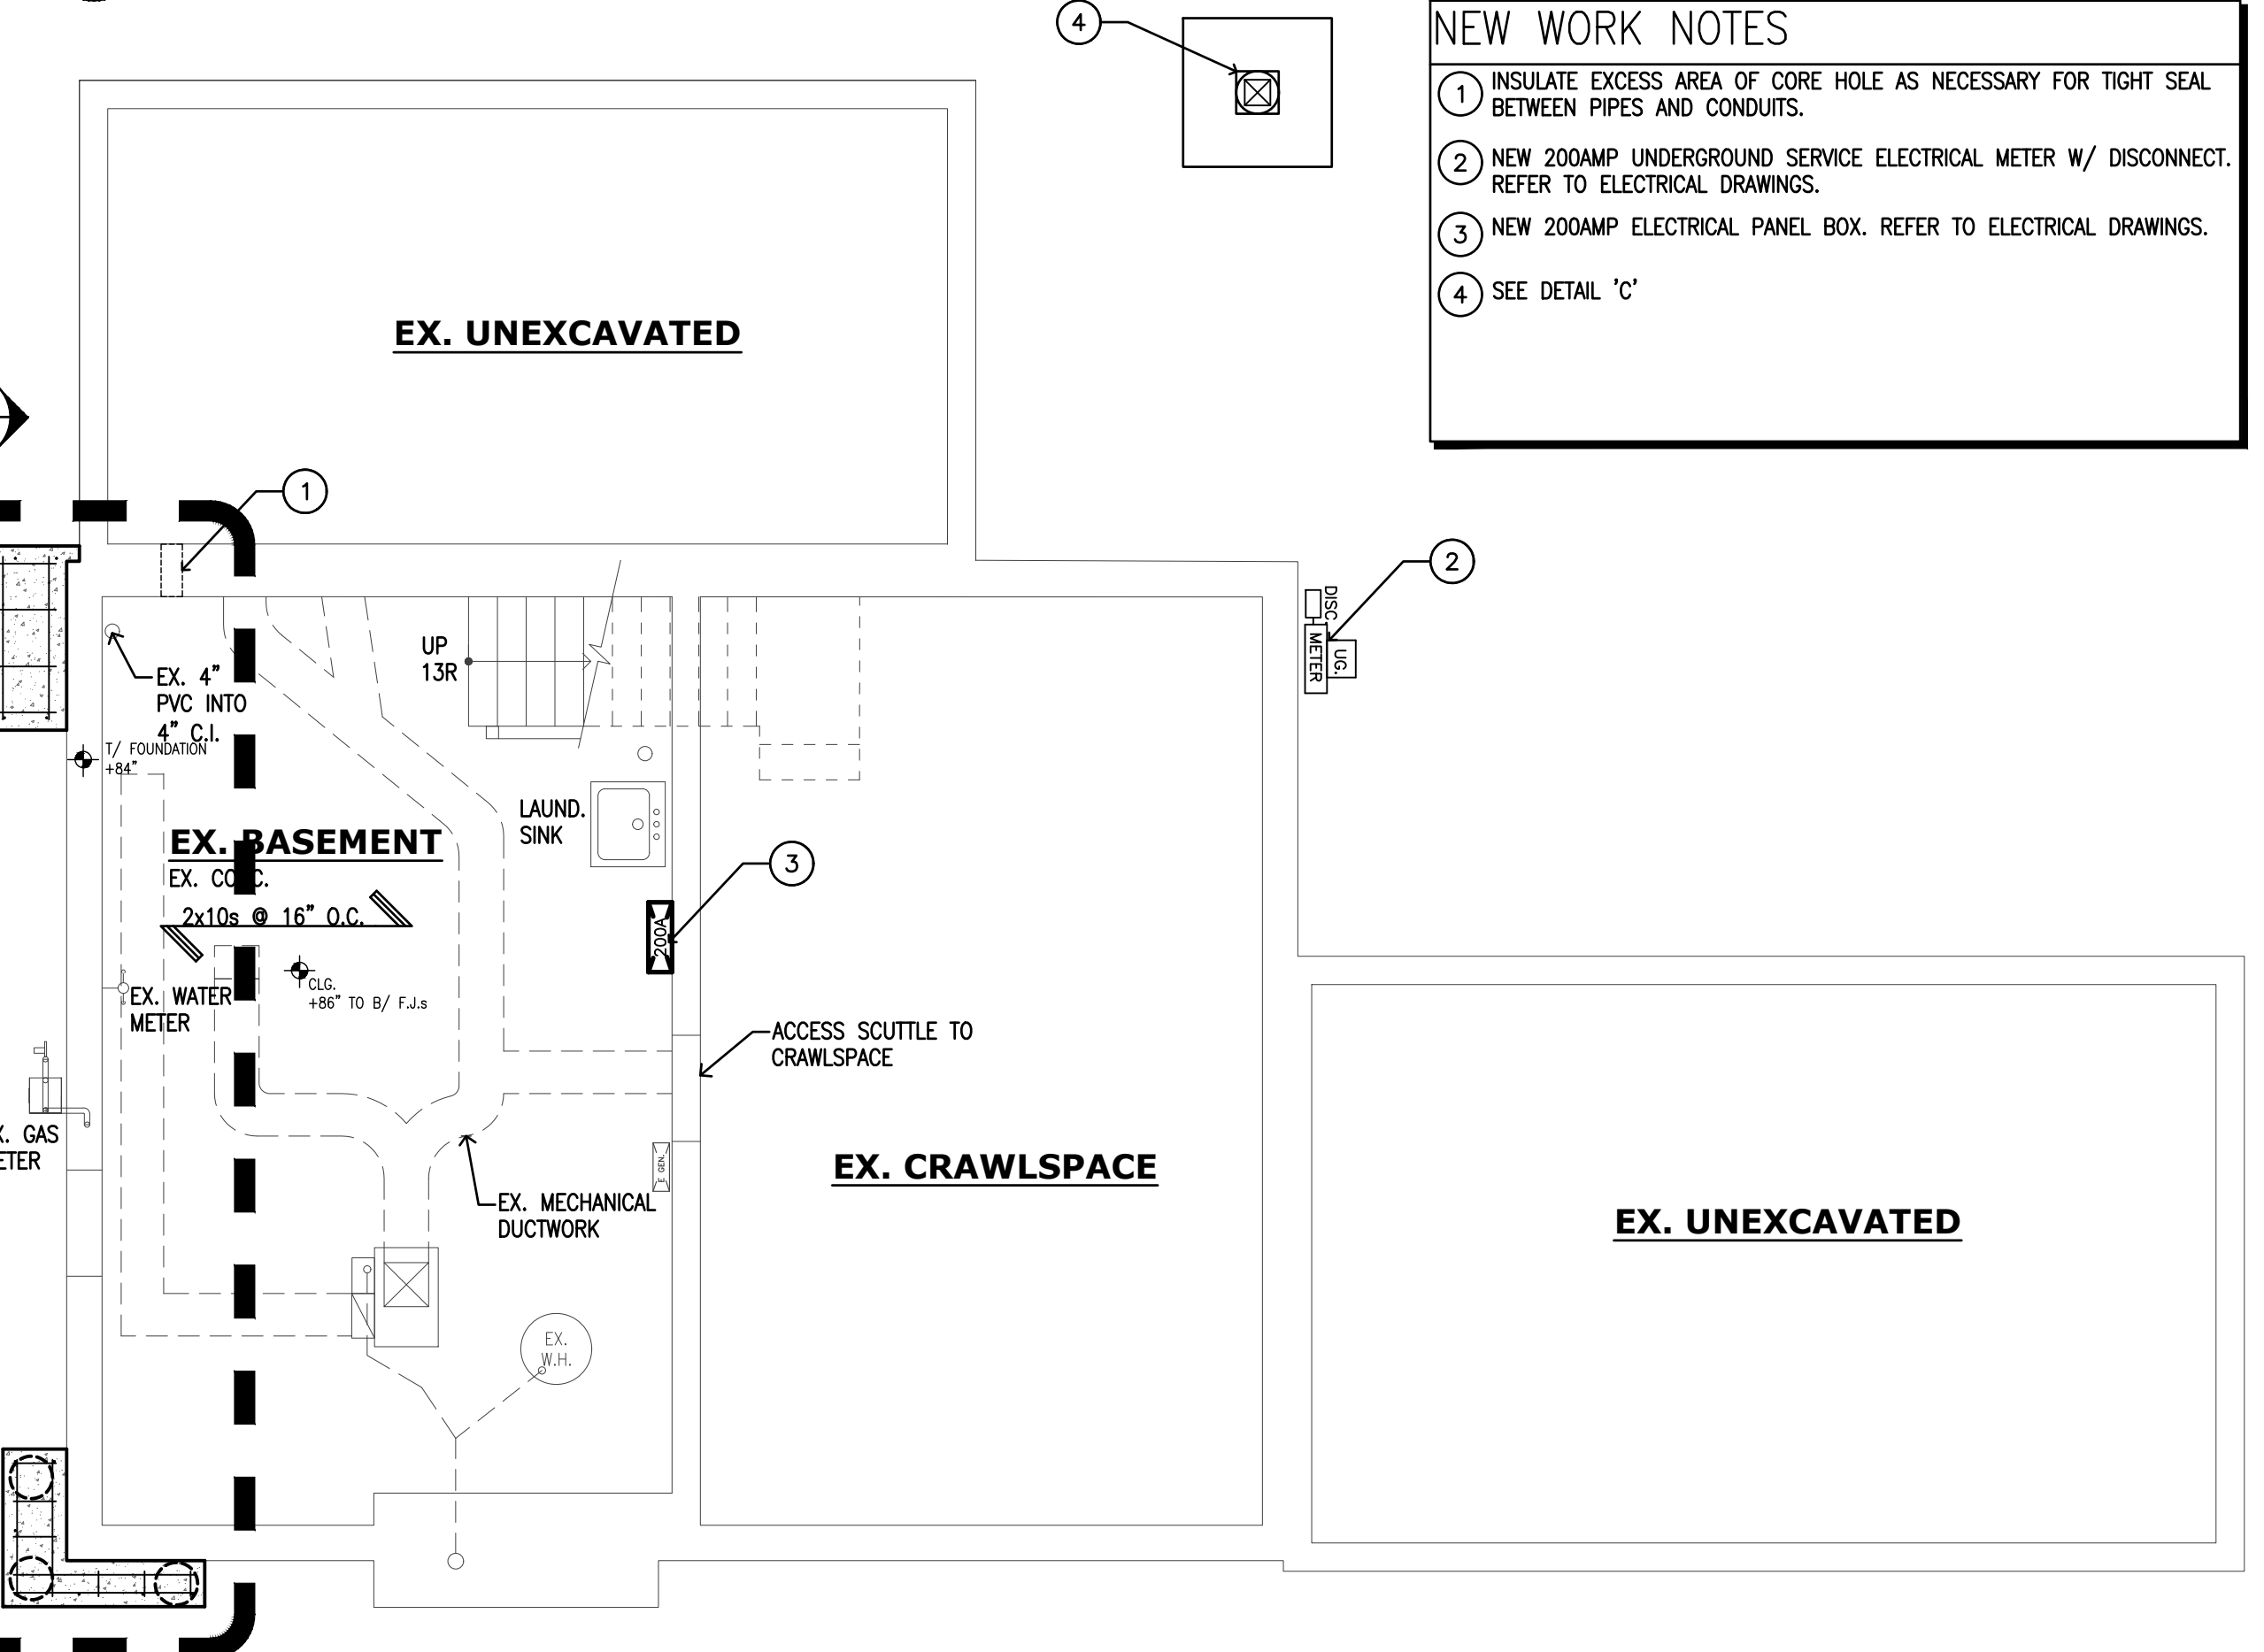 4
NEW WORK NOTES
1 INSULATE EXCESS AREA OF CORE HOLE AS NECESSARY FOR TIGHT SEAL
BETWEEN PIPES AND CONDUITS.
2 NEW 200AMP UNDERGROUND SERVICE ELECTRICAL METER W/ DISCONNECT.
REFER TO ELECTRICAL DRAWINGS.
3 NEW 200AMP ELECTRICAL PANEL BOX. REFER TO ELECTRICAL DRAWINGS.
4 SEE DETAIL 'C'
EX. UNEXCAVATED
1
2
DISC.
METER
UG.
UP
13R
EX. 4"
PVC INTO
4" C.I.
T/ FOUNDATION
+84"
LAUND.
SINK
EX. BASEMENT
EX. CONC.
2x10s @ 16" O.C.
3
200A
CLG.
+86" TO B/ F.J.s
EX. WATER
METER
ACCESS SCUTTLE TO
CRAWLSPACE
GAS
E GEN.
EX. CRAWLSPACE
EX. MECHANICAL
DUCTWORK
EX. UNEXCAVATED
EX.
W.H.